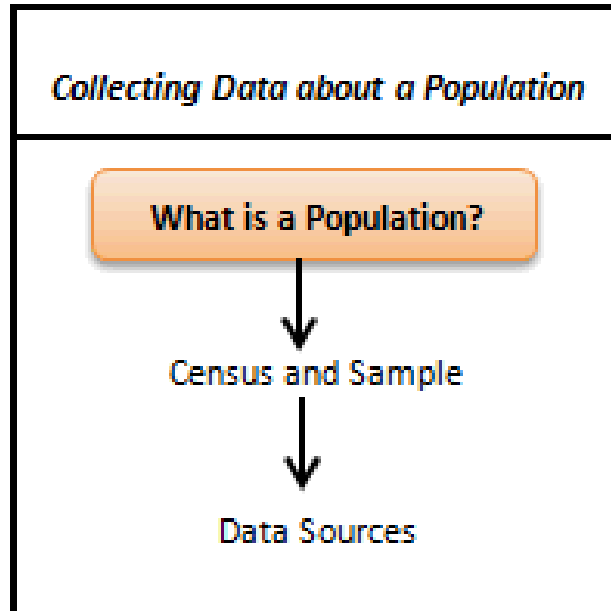 Collecting Data about a Population
What is a Population?
Census and Sample
Data Sources